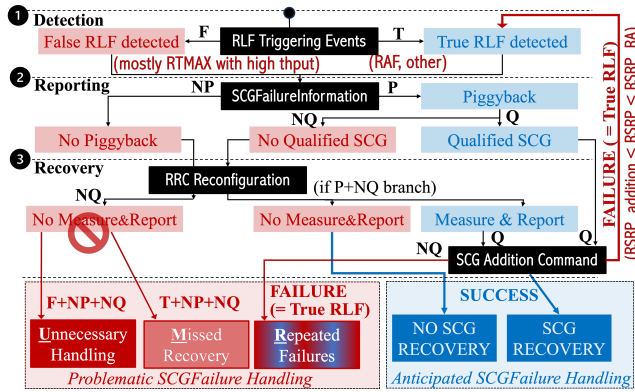 1 Detection
False RLF detected
F
RLF Triggering Events
T
True RLF detected
(mostly RTMAX with high thput)
(RAF, other)
2 Reporting
NP
SCGFailureInformation
P
Piggyback
NQ
Q
No Piggyback
No Qualified SCG
Qualified SCG
3 Recovery
RRC Reconfiguration
NQ
(if P+NQ branch)
No Measure&Report
No Measure&Report
Measure & Report
Q
Q
NQ
SCG Addition Command
FAILURE ( = True RLF)
(RSRP_addition < RSRP < RSRP_RA)
F+NP+NQ
T+NP+NQ
FAILURE
(= True RLF)
SUCCESS
Unnecessary
Handling
Missed
Recovery
Repeated
Failures
NO SCG
RECOVERY
SCG
RECOVERY
Problematic SCGFailure Handling
Anticipated SCGFailure Handling